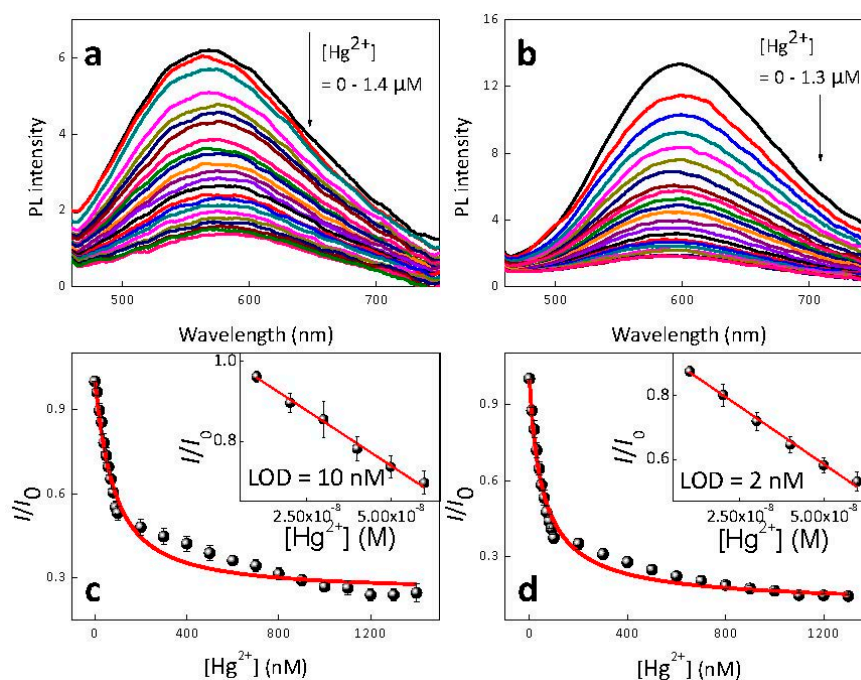 a
[Hg2+]
= 0 - 1.4 µM
PL intensity
6
4
2
0
500
600
700
Wavelength (nm)
b
[Hg2+]
= 0 - 1.3 µM
PL intensity
16
12
8
4
0
500
600
700
Wavelength (nm)
c
I/I0
0.9
0.6
0.3
0
400
800
1200
[Hg2+] (nM)
I/I0
1.0
0.8
LOD = 10 nM
2.50x10-8
5.00x10-8
[Hg2+] (M)
d
I/I0
0.9
0.6
0.3
0
400
800
1200
[Hg2+] (nM)
I/I0
0.8
0.6
LOD = 2 nM
2.50x10-8
5.00x10-8
[Hg2+] (M)